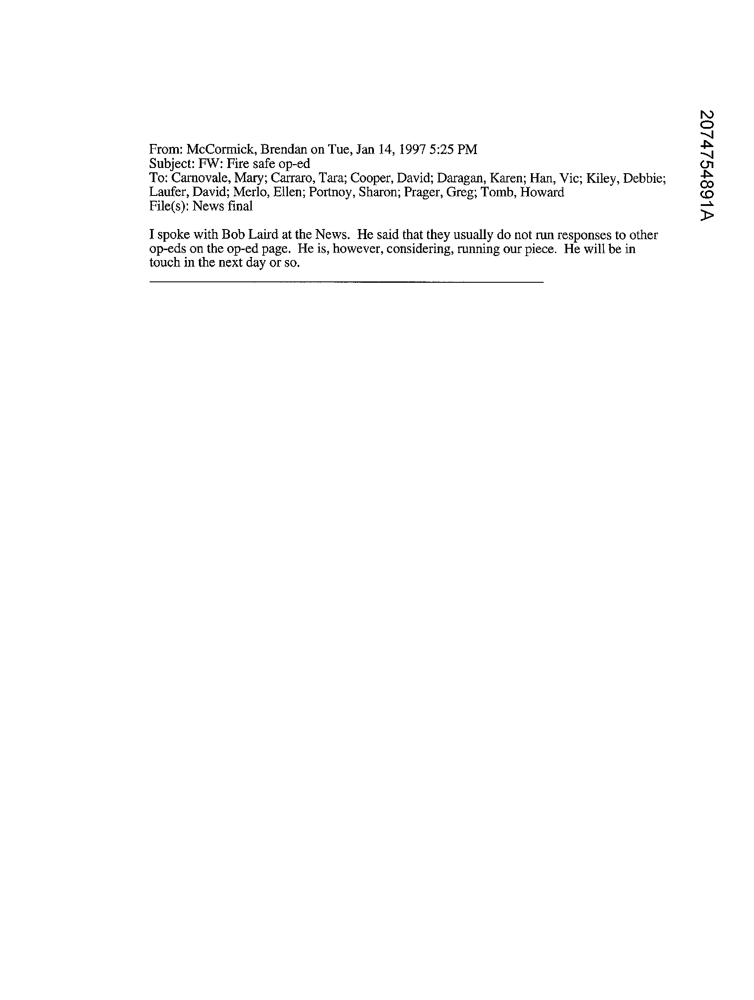 From: McCormick, Brendan on Tue, Jan 14, 1997 5:25 PM
Subject: FW: Fire safe op-ed
To: Carnovale, Mary; Carraro, Tara; Cooper, David; Daragan, Karen; Han, Vic; Kiley, Debbie;
Laufer, David; Merlo, Ellen; Portnoy, Sharon; Prager, Greg; Tomb, Howard
File(s): News final
I spoke with Bob Laird at the News. He said that they usually do not run responses to other
op-eds on the op-ed page. He is, however, considering, running our piece. He will be in
touch in the next day or so.
2074754891A